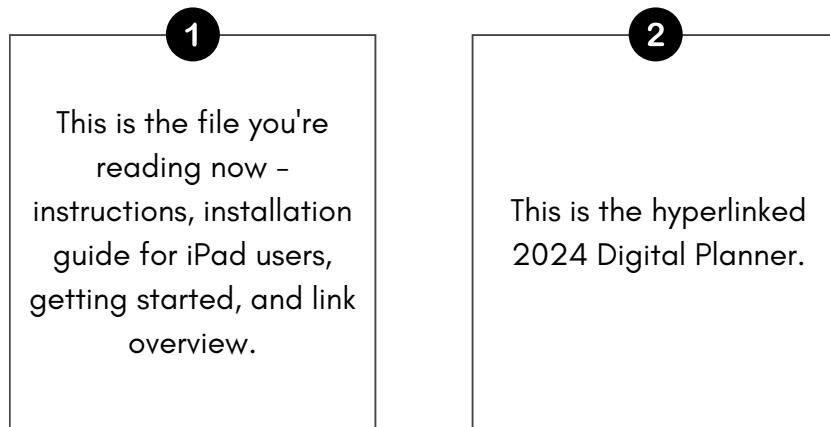 1
This is the file you're
reading now -
instructions, installation
guide for iPad users,
getting started, and link
overview.
2
This is the hyperlinked
2024 Digital Planner.